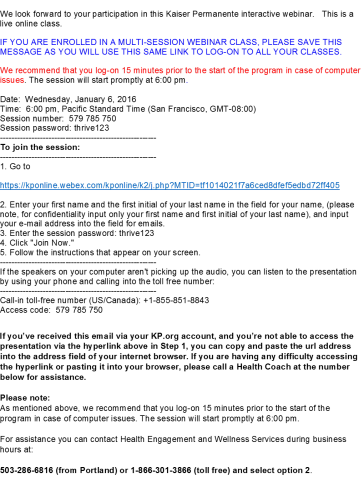 We look forward to your participation in this Kaiser Permanente interactive webinar.   This is a
live online class.
IF YOU ARE ENROLLED IN A MULTI-SESSION WEBINAR CLASS, PLEASE SAVE THIS
MESSAGE AS YOU WILL USE THIS SAME LINK TO LOG-ON TO ALL YOUR CLASSES.
We recommend that you log-on 15 minutes prior to the start of the program in case of computer
issues. The session will start promptly at 6:00 pm.
Date:  Wednesday, January 6, 2016
Time:  6:00 pm, Pacific Standard Time (San Francisco, GMT-08:00)
Session number:  579 785 750
Session password: thrive123
-------------------------------------------------------
To join the session:
-------------------------------------------------------
1. Go to
https://kponline.webex.com/kponline/k2/j.php?MTID=tf1014021f7a6ced8dfef5edbd72ff405
2. Enter your first name and the first initial of your last name in the field for your name, (please
note, for confidentiality input only your first name and first initial of your last name), and input
your e-mail address into the field for emails.
3. Enter the session password: thrive123
4. Click "Join Now."
5. Follow the instructions that appear on your screen.
-------------------------------------------------------
If the speakers on your computer aren't picking up the audio, you can listen to the presentation
by using your phone and calling into the toll free number:
-------------------------------------------------------
Call-in toll-free number (US/Canada): +1-855-851-8843
Access code:  579 785 750
If you've received this email via your KP.org account, and you're not able to access the
presentation via the hyperlink above in Step 1, you can copy and paste the url address
into the address field of your internet browser. If you are having any difficulty accessing
the hyperlink or pasting it into your browser, please call a Health Coach at the number
below for assistance.
Please note:
As mentioned above, we recommend that you log-on 15 minutes prior to the start of the
program in case of computer issues. The session will start promptly at 6:00 pm.
For assistance you can contact Health Engagement and Wellness Services during business
hours at:
503-286-6816 (from Portland) or 1-866-301-3866 (toll free) and select option 2.